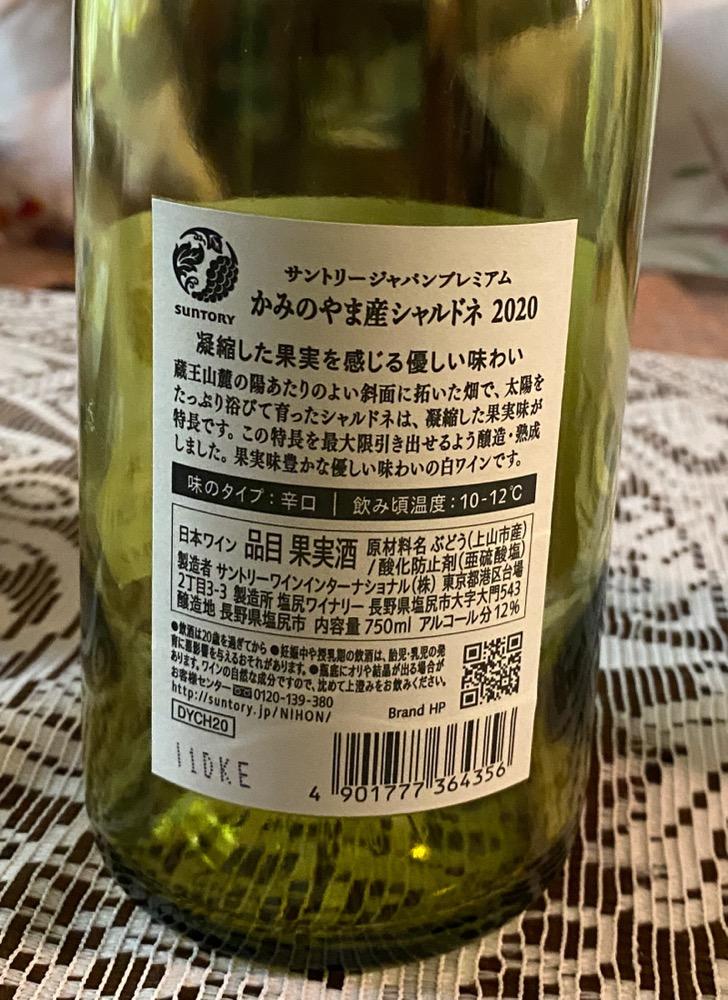 SUNTORY
サントリージャパンプレミアム
かみのやま産シャルドネ 2020
凝縮した果実を感じる優しい味わい
蔵王山麓の陽あたりのよい斜面に拓いた畑で、太陽を
たっぷり浴びて育ったシャルドネは、凝縮した果実味が
特長です。この特長を最大限引き出せるよう醸造・熟成
しました。果実味豊かな優しい味わいの白ワインです。
味のタイプ：辛口 | 飲み頃温度：10-12℃
日本ワイン 品目 果実酒 原材料名 ぶどう(上山市産)
/酸化防止剤(亜硫酸塩)
製造者 サントリーワインインターナショナル(株) 東京都港区台場
2丁目3-3 製造所 塩尻ワイナリー 長野県塩尻市大字大門543
醸造地 長野県塩尻市 内容量 750ml アルコール分 12%
●飲酒は20歳を過ぎてから ●妊娠中や授乳期の飲酒は、胎児・乳児の発
育に悪影響を与えるおそれがあります。●瓶底にオリや結晶が出る場合が
あります。ワインの自然な成分ですので、沈めて上澄みをお飲みください。
お客様センター 0120-139-380
http://suntory.jp/NIHON/
Brand HP
DYCH20
11DKE
4 901777 364356